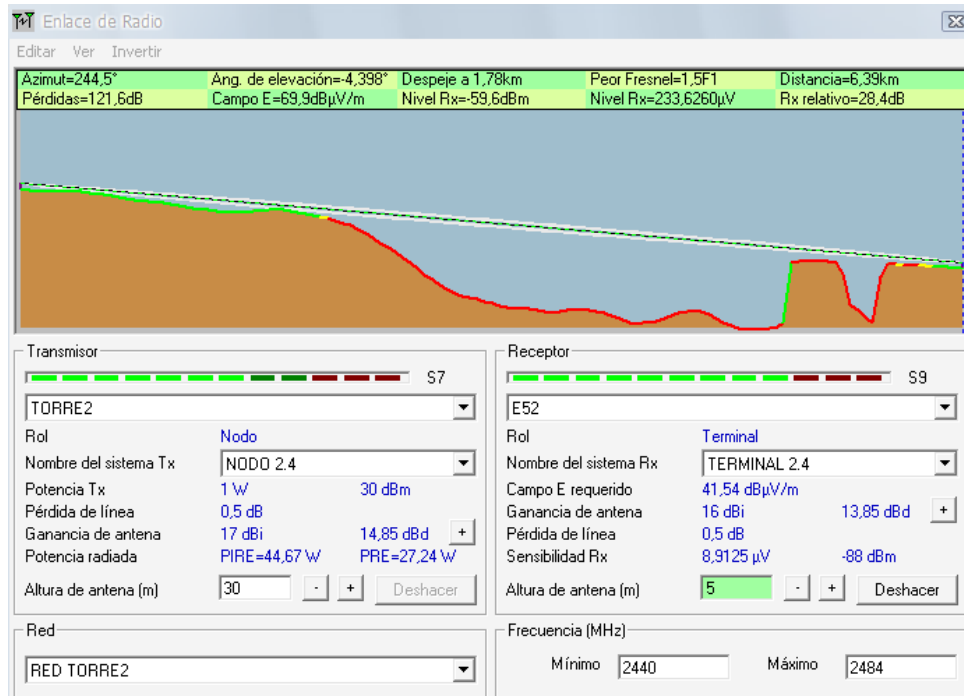 Enlace de Radio
Editar Ver Invertir
Azimut=244,5° Ang. de elevación=-4,398° Despeje a 1,78km Peor Fresnel=1,5F1 Distancia=6,39km
Pérdidas=121,6dB Campo E=69,9dBµV/m Nivel Rx=-59,6dBm Nivel Rx=233,6260µV Rx relativo=28,4dB
Transmisor
S7
TORRE2
Rol Nodo
Nombre del sistema Tx NODO 2.4
Potencia Tx 1 W 30 dBm
Pérdida de línea 0,5 dB
Ganancia de antena 17 dBi 14,85 dBd +
Potencia radiada PIRE=44,67 W PRE=27,24 W
Altura de antena (m) 30 - + Deshacer
Red
RED TORRE2
Receptor
S9
E52
Rol Terminal
Nombre del sistema Rx TERMINAL 2.4
Campo E requerido 41,54 dBµV/m
Ganancia de antena 16 dBi 13,85 dBd +
Pérdida de línea 0,5 dB
Sensibilidad Rx 8,9125 µV -88 dBm
Altura de antena (m) 5 - + Deshacer
Frecuencia (MHz)
Mínimo 2440 Máximo 2484